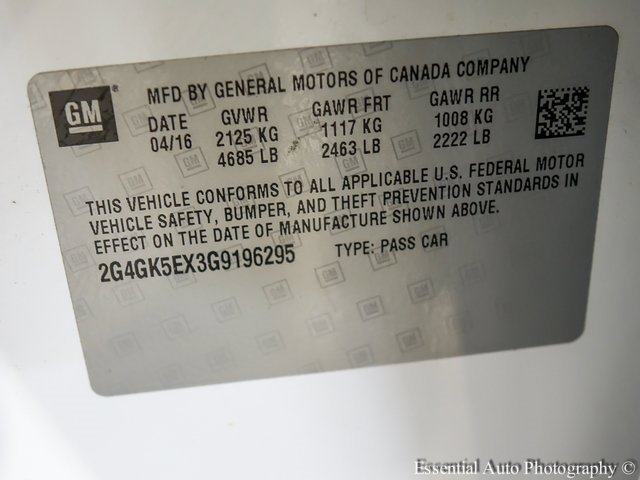 GM
MFD BY GENERAL MOTORS OF CANADA COMPANY
DATE GVWR GAWR FRT GAWR RR
04/16 2125 KG 1117 KG 1008 KG
4685 LB 2463 LB 2222 LB
THIS VEHICLE CONFORMS TO ALL APPLICABLE U.S. FEDERAL MOTOR
VEHICLE SAFETY, BUMPER, AND THEFT PREVENTION STANDARDS IN
EFFECT ON THE DATE OF MANUFACTURE SHOWN ABOVE.
2G4GK5EX3G9196295 TYPE: PASS CAR
Essential Auto Photography ©